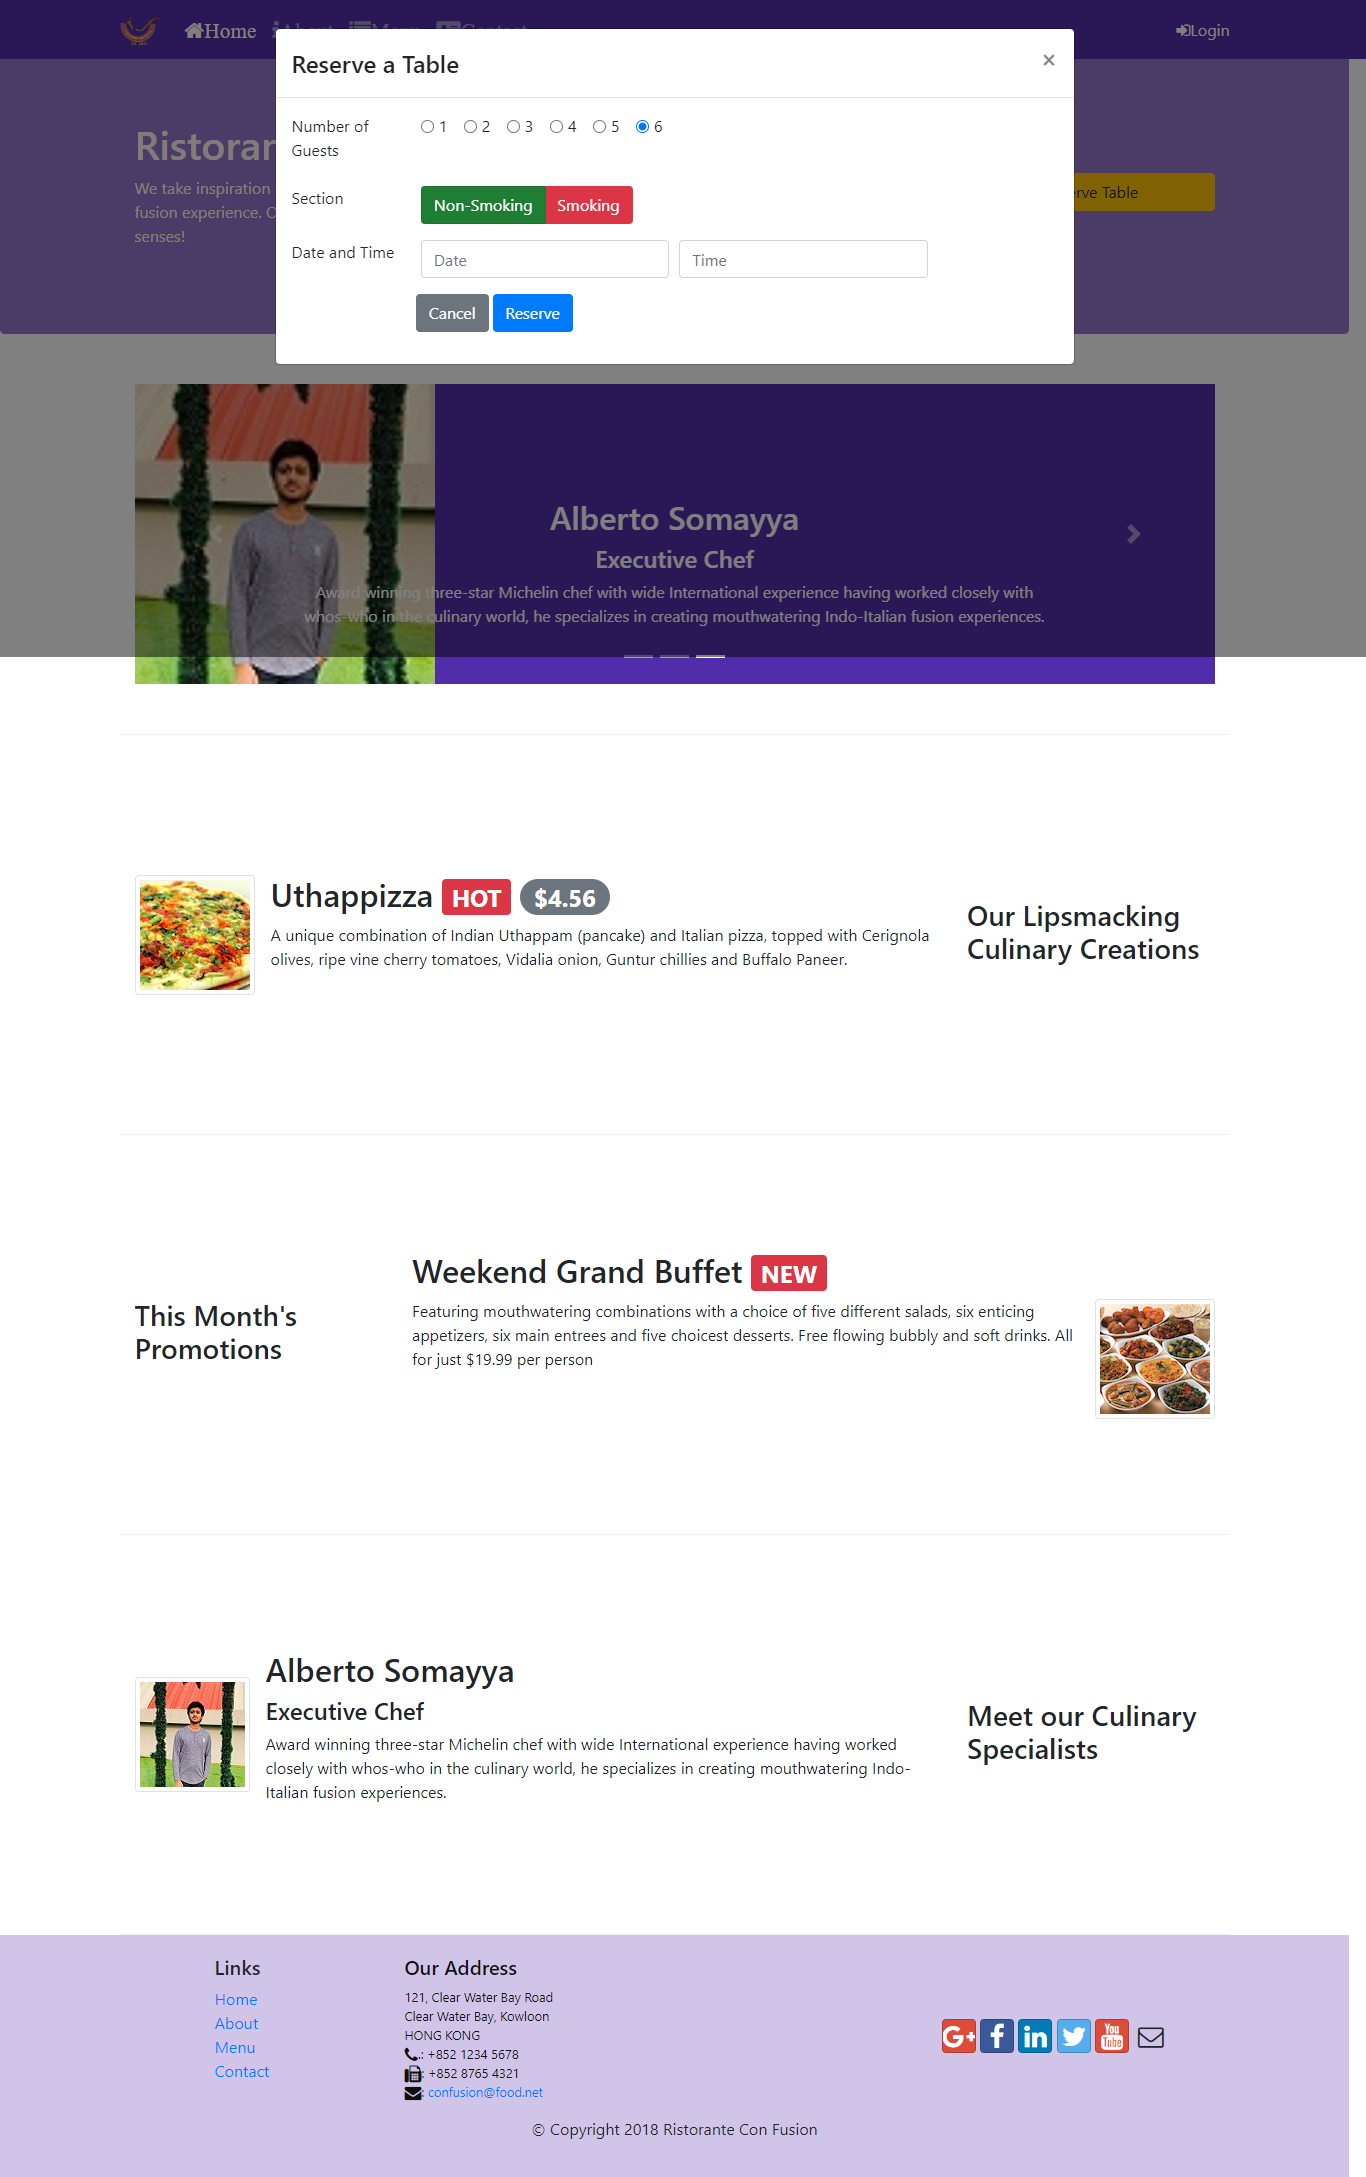 Home
Login
Reserve a Table
×
Number of Guests
1 2 3 4 5 6
Section
Non-Smoking Smoking
Date and Time
Date
Time
Cancel Reserve
We take inspiration
fusion experience.
senses!
Table
Alberto Somayya
Executive Chef
Award winning three-star Michelin chef with wide International experience having worked closely with
whos-who in the culinary world, he specializes in creating mouthwatering Indo-Italian fusion experiences.
Uthappizza HOT $4.56
A unique combination of Indian Uthappam (pancake) and Italian pizza, topped with Cerignola
olives, ripe vine cherry tomatoes, Vidalia onion, Guntur chillies and Buffalo Paneer.
Our Lipsmacking
Culinary Creations
This Month's
Promotions
Weekend Grand Buffet NEW
Featuring mouthwatering combinations with a choice of five different salads, six enticing
appetizers, six main entrees and five choicest desserts. Free flowing bubbly and soft drinks. All
for just $19.99 per person
Alberto Somayya
Executive Chef
Award winning three-star Michelin chef with wide International experience having worked
closely with whos-who in the culinary world, he specializes in creating mouthwatering Indo-
Italian fusion experiences.
Meet our Culinary
Specialists
Links
Home
About
Menu
Contact
Our Address
121, Clear Water Bay Road
Clear Water Bay, Kowloon
HONG KONG
.: +852 1234 5678
: +852 8765 4321
: confusion@food.net
G+ f in You Tube
© Copyright 2018 Ristorante Con Fusion